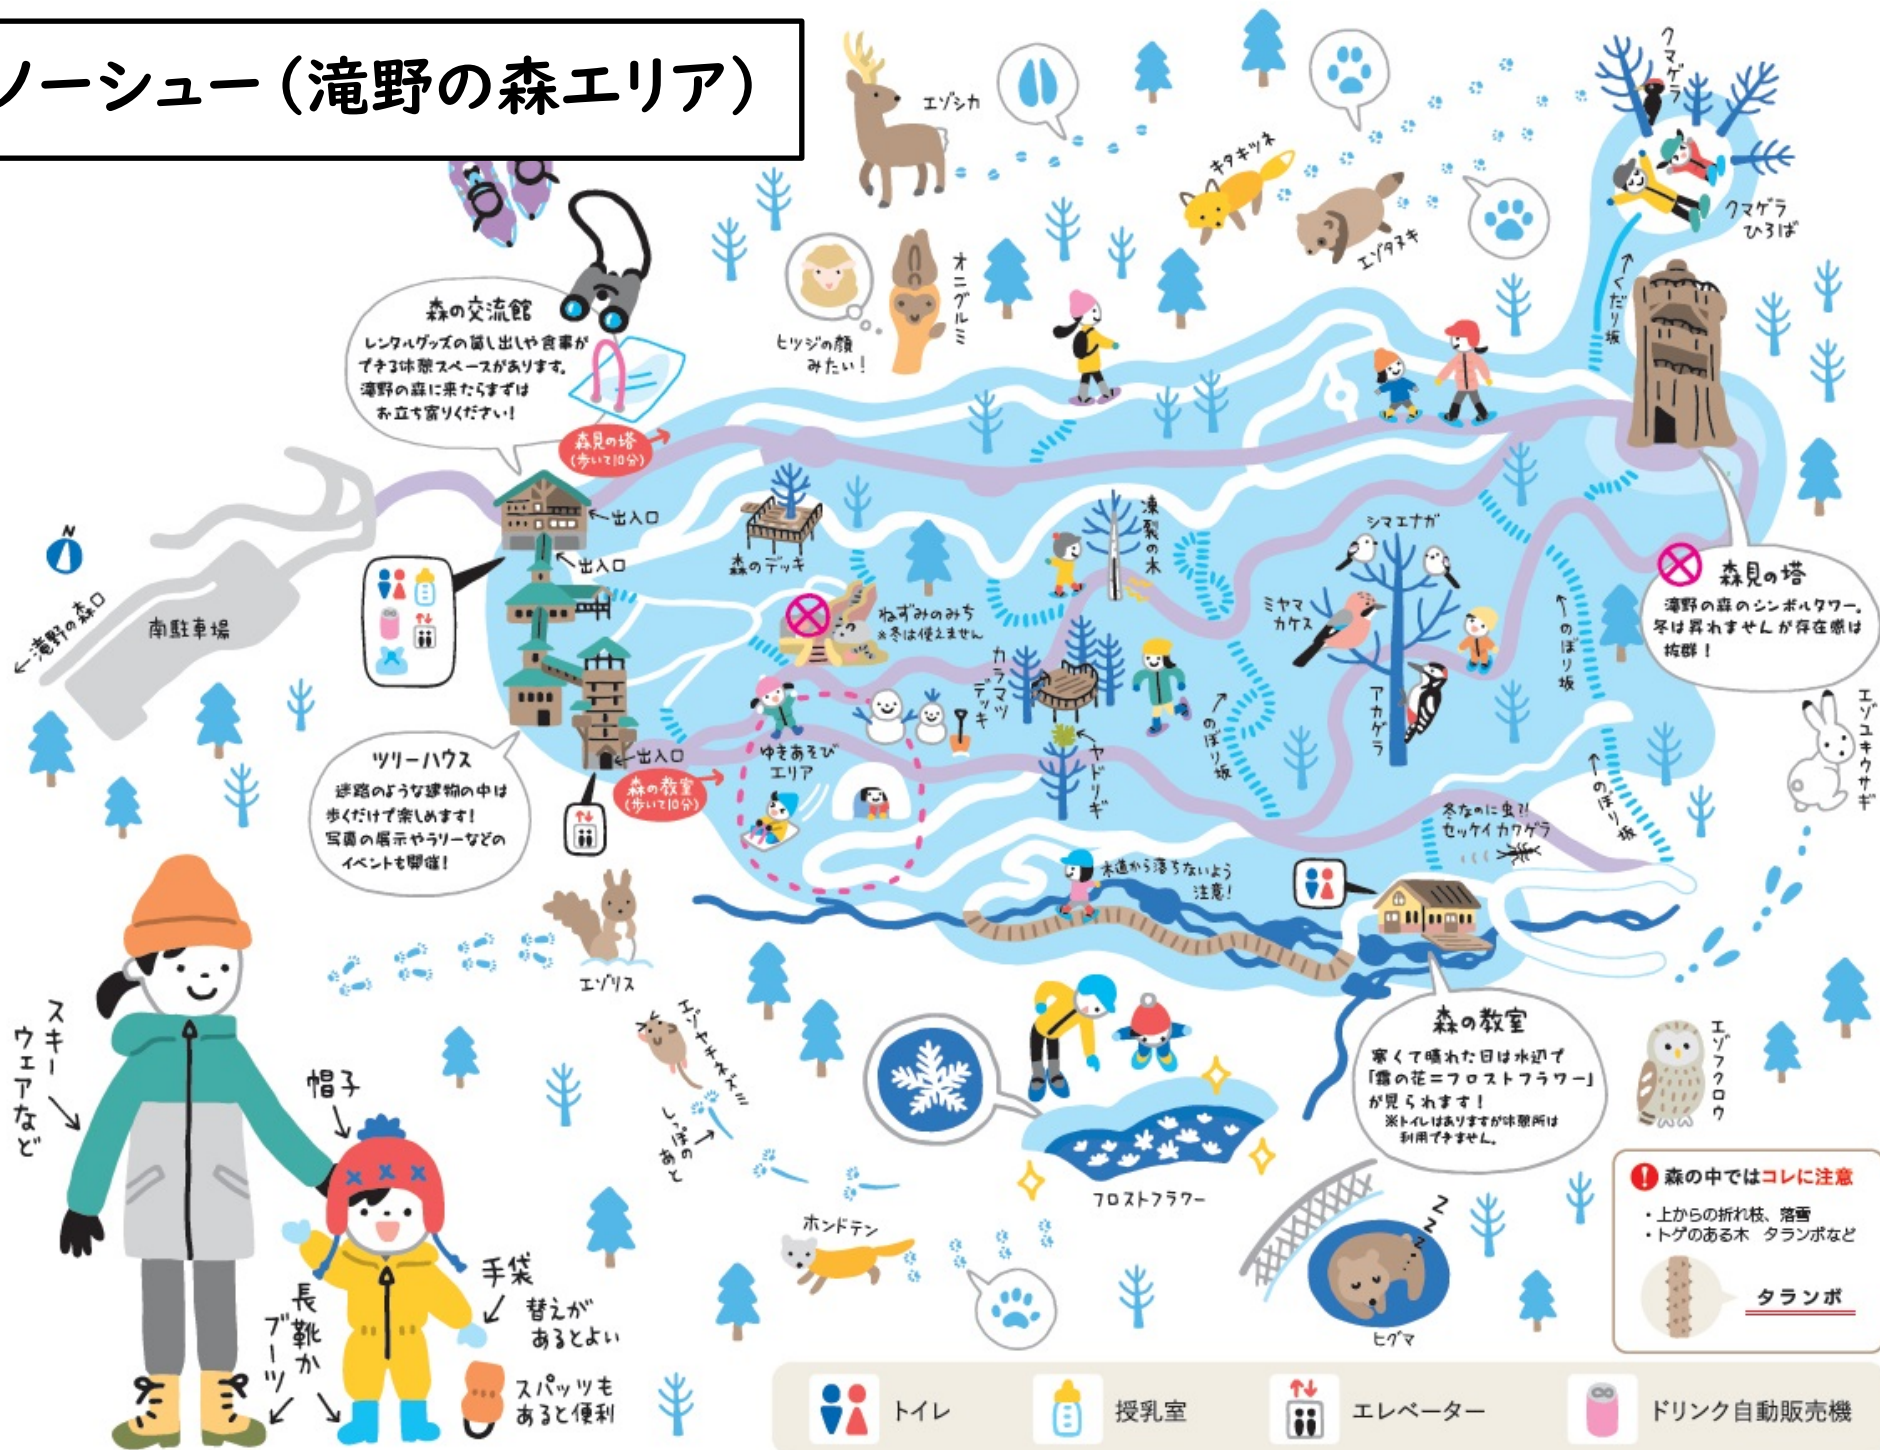 ノーシュー（滝野の森エリア）
エゾシカ
キタキツネ
エゾタヌキ
クマゲラ
クマゲラ
ひろば
←くだり坂
オニグルミ
ヒツジの顔
みたい！
森の交流館
レンタルグッズの貸し出しや食事が
できる休憩スペースがあります。
滝野の森に来たらまずは
お立ち寄りください！
森見の塔
（歩いて10分）
←出入口
←出入口
←出入口
N
南駐車場
←滝野の森口
森のデッキ
ねずみのみち
※冬は使えません
凍裂の木
シマエナガ
ミヤマ
カケス
アカゲラ
森見の塔
滝野の森のシンボルタワー。
冬は昇れませんが存在感は
抜群！
カラマツ
デッキ
ヤドリギ
←のぼり坂
←のぼり坂
←のぼり坂
ゆきあそび
エリア
森の教室
（歩いて10分）
ツリーハウス
迷路のような建物の中は
歩くだけで楽しめます！
写真の展示やラリーなどの
イベントも開催！
冬なのに虫?!
セッケイカワゲラ
木道から落ちないよう
注意！
エゾユキウサギ
エゾリス
エゾヤチネズミ
しっぽの
あと
森の教室
寒くて晴れた日は水辺で
「霜の花＝フロストフラワー」
が見られます！
※トイレはありますが休憩所は
利用できません。
エゾフクロウ
フロストフラワー
ホンドテン
ヒグマ
z z z
スキー
ウェアなど
帽子
手袋
替えが
あるとよい
長靴か
ブーツ
スパッツも
あると便利
! 森の中ではコレに注意
・上からの折れ枝、落雪
・トゲのある木　タランボなど
タランボ
トイレ
授乳室
エレベーター
ドリンク自動販売機